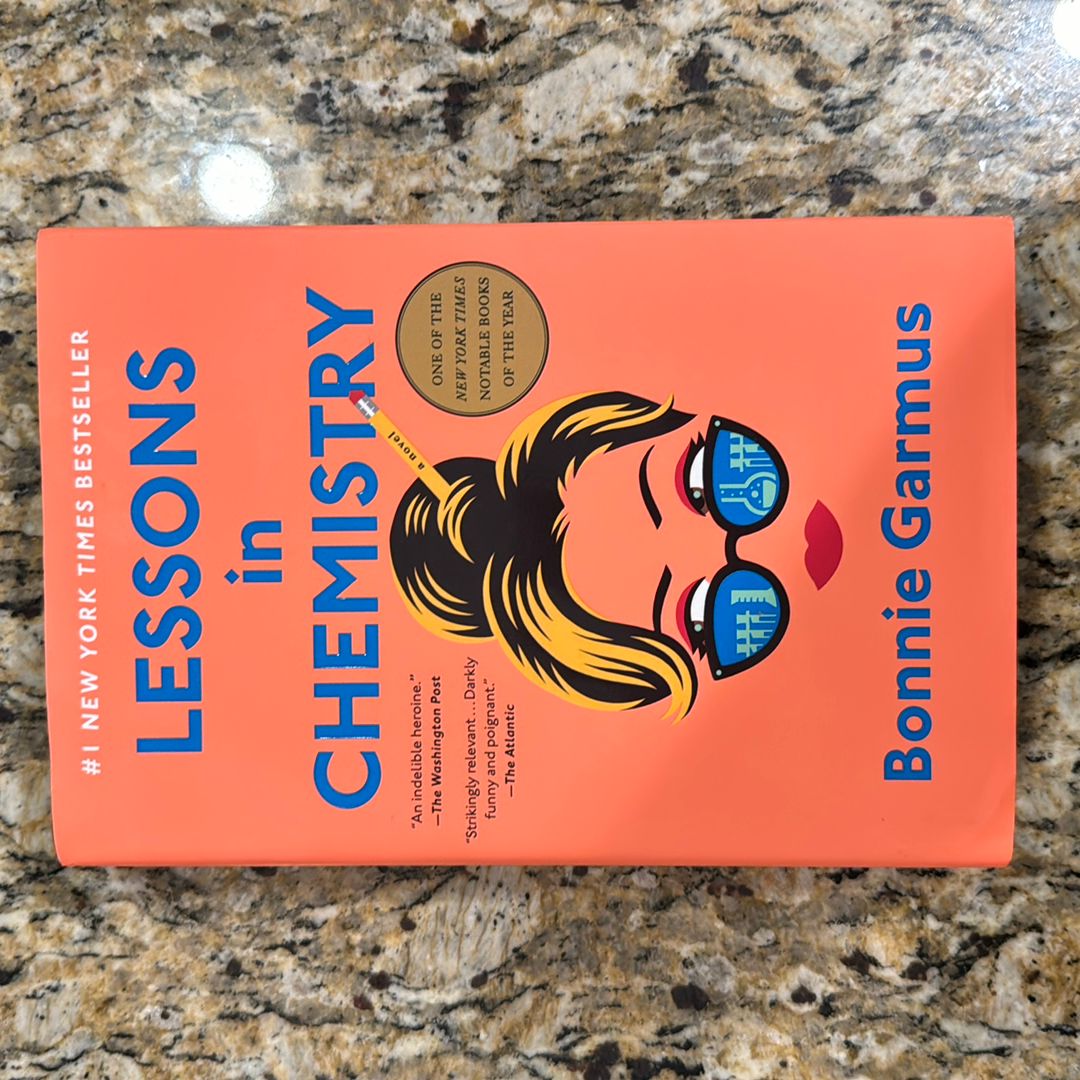 #1 NEW YORK TIMES BESTSELLER
LESSONS
in
CHEMISTRY
a novel
“An indelible heroine.”
—The Washington Post
“Strikingly relevant…Darkly
funny and poignant.”
—The Atlantic
ONE OF THE
NEW YORK TIMES
NOTABLE BOOKS
OF THE YEAR
Bonnie Garmus